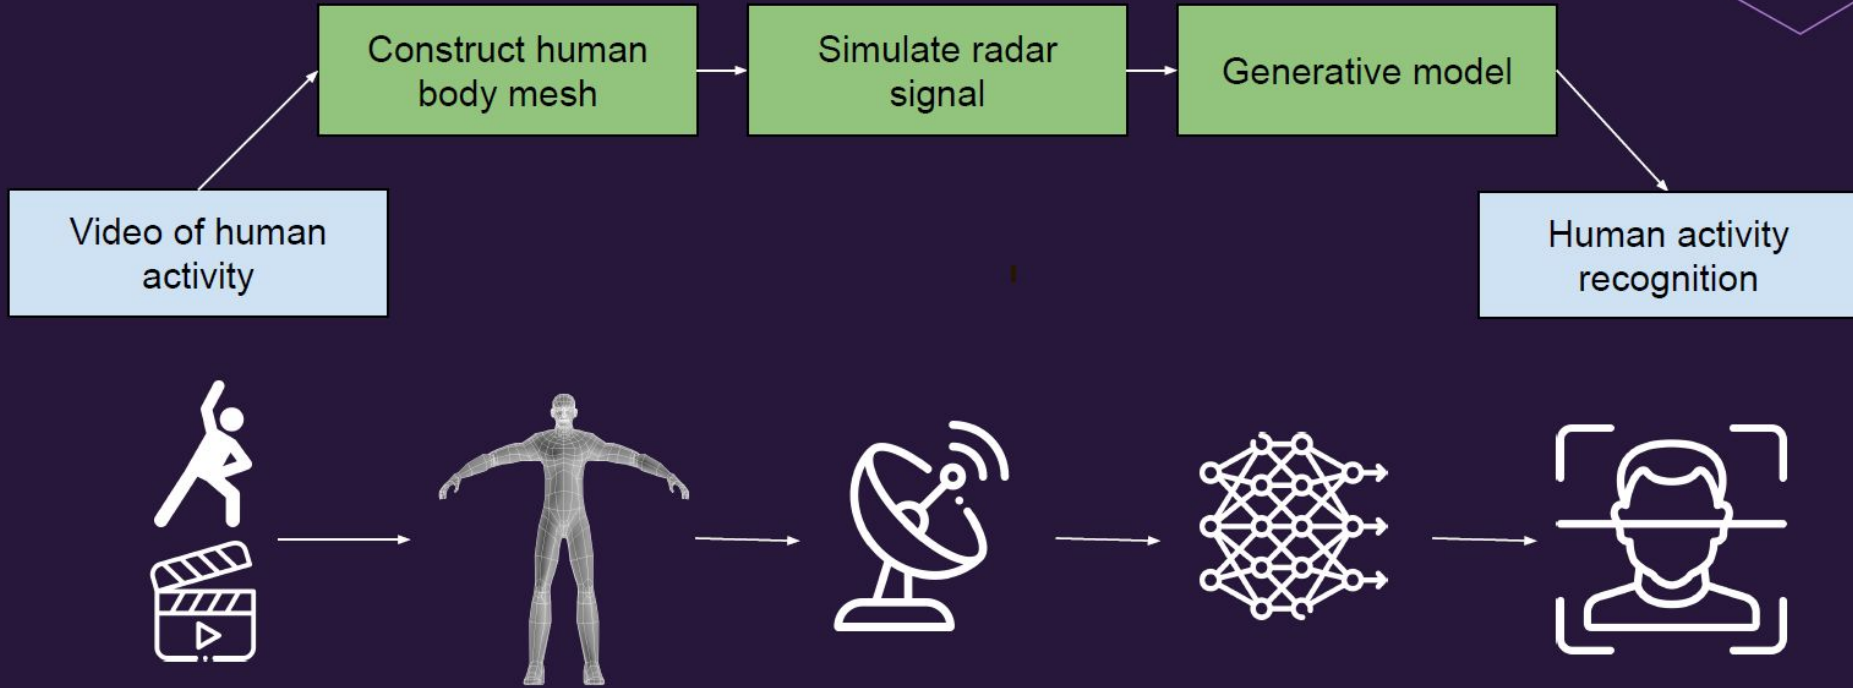 Construct human
body mesh
Simulate radar
signal
Generative model
Video of human
activity
Human activity
recognition